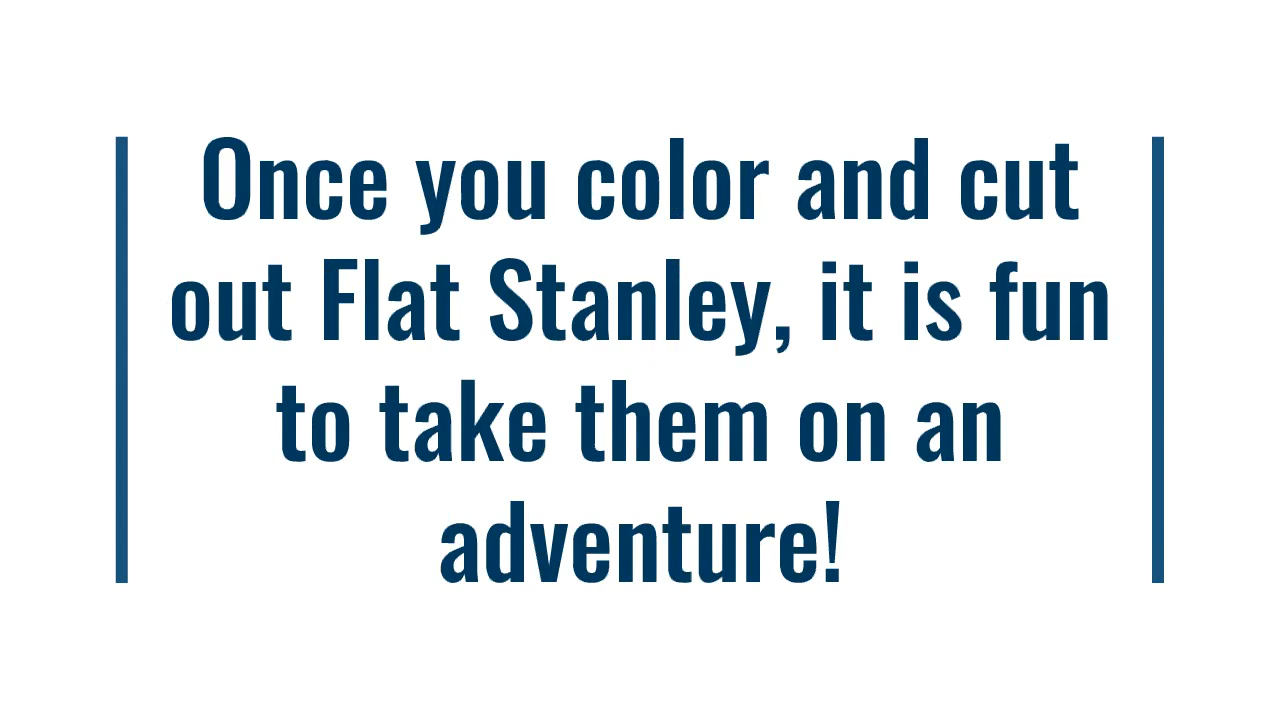 Once you color and cut
out Flat Stanley, it is fun
to take them on an
adventure!